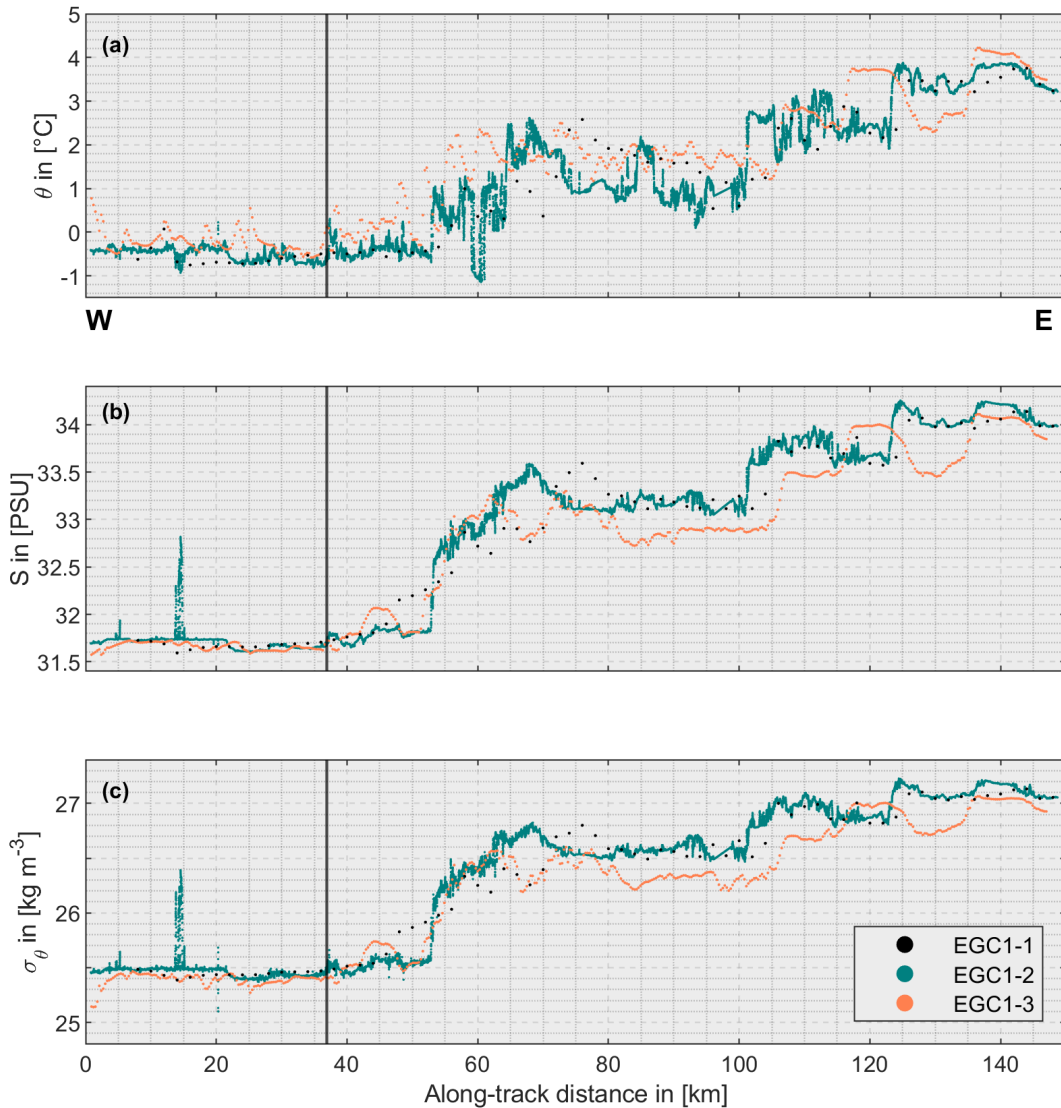 5
(a)
4
3
2
1
0
-1
θ in [°C]
W E
(b)
34
33.5
33
32.5
32
31.5
S in [PSU]
(c)
27
26
25
σθ in [kg m-3]
EGC1-1
EGC1-2
EGC1-3
0 20 40 60 80 100 120 140
Along-track distance in [km]